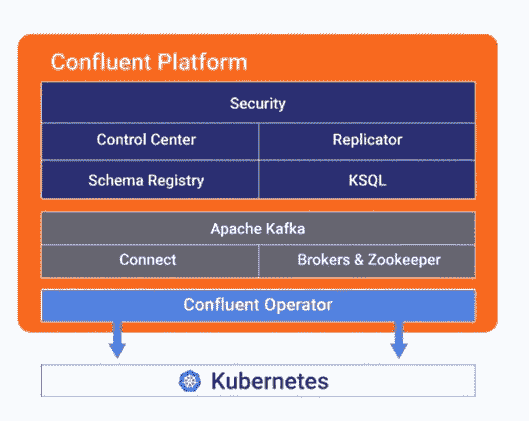 Confluent Platform
Security
Control Center Replicator
Schema Registry KSQL
Apache Kafka
Connect Brokers & Zookeeper
Confluent Operator
Kubernetes